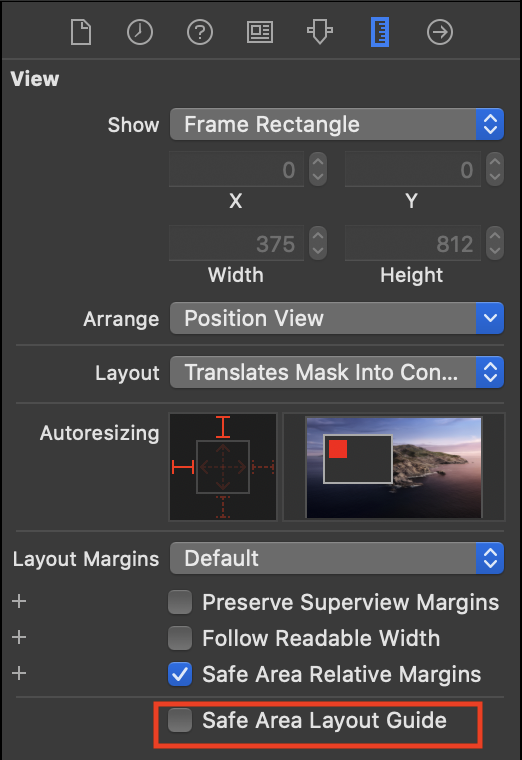 View
Show Frame Rectangle
0 0
X Y
375 812
Width Height
Arrange Position View
Layout Translates Mask Into Con...
Autoresizing
Layout Margins Default
+ Preserve Superview Margins
+ Follow Readable Width
+ Safe Area Relative Margins
Safe Area Layout Guide